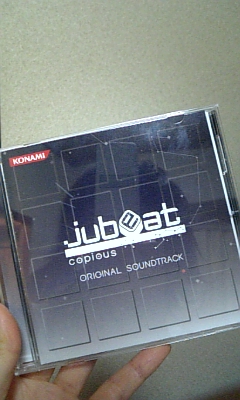 KONAMI
jubeat
copious
ORIGINAL SOUNDTRACK